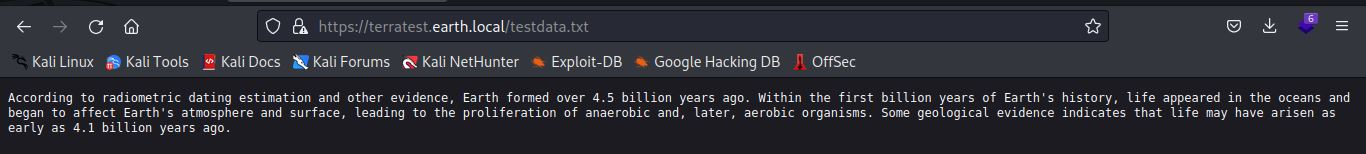 https://terratest.earth.local/testdata.txt
6
Kali Linux Kali Tools Kali Docs Kali Forums Kali NetHunter Exploit-DB Google Hacking DB OffSec
According to radiometric dating estimation and other evidence, Earth formed over 4.5 billion years ago. Within the first billion years of Earth's history, life appeared in the oceans and
began to affect Earth's atmosphere and surface, leading to the proliferation of anaerobic and, later, aerobic organisms. Some geological evidence indicates that life may have arisen as
early as 4.1 billion years ago.